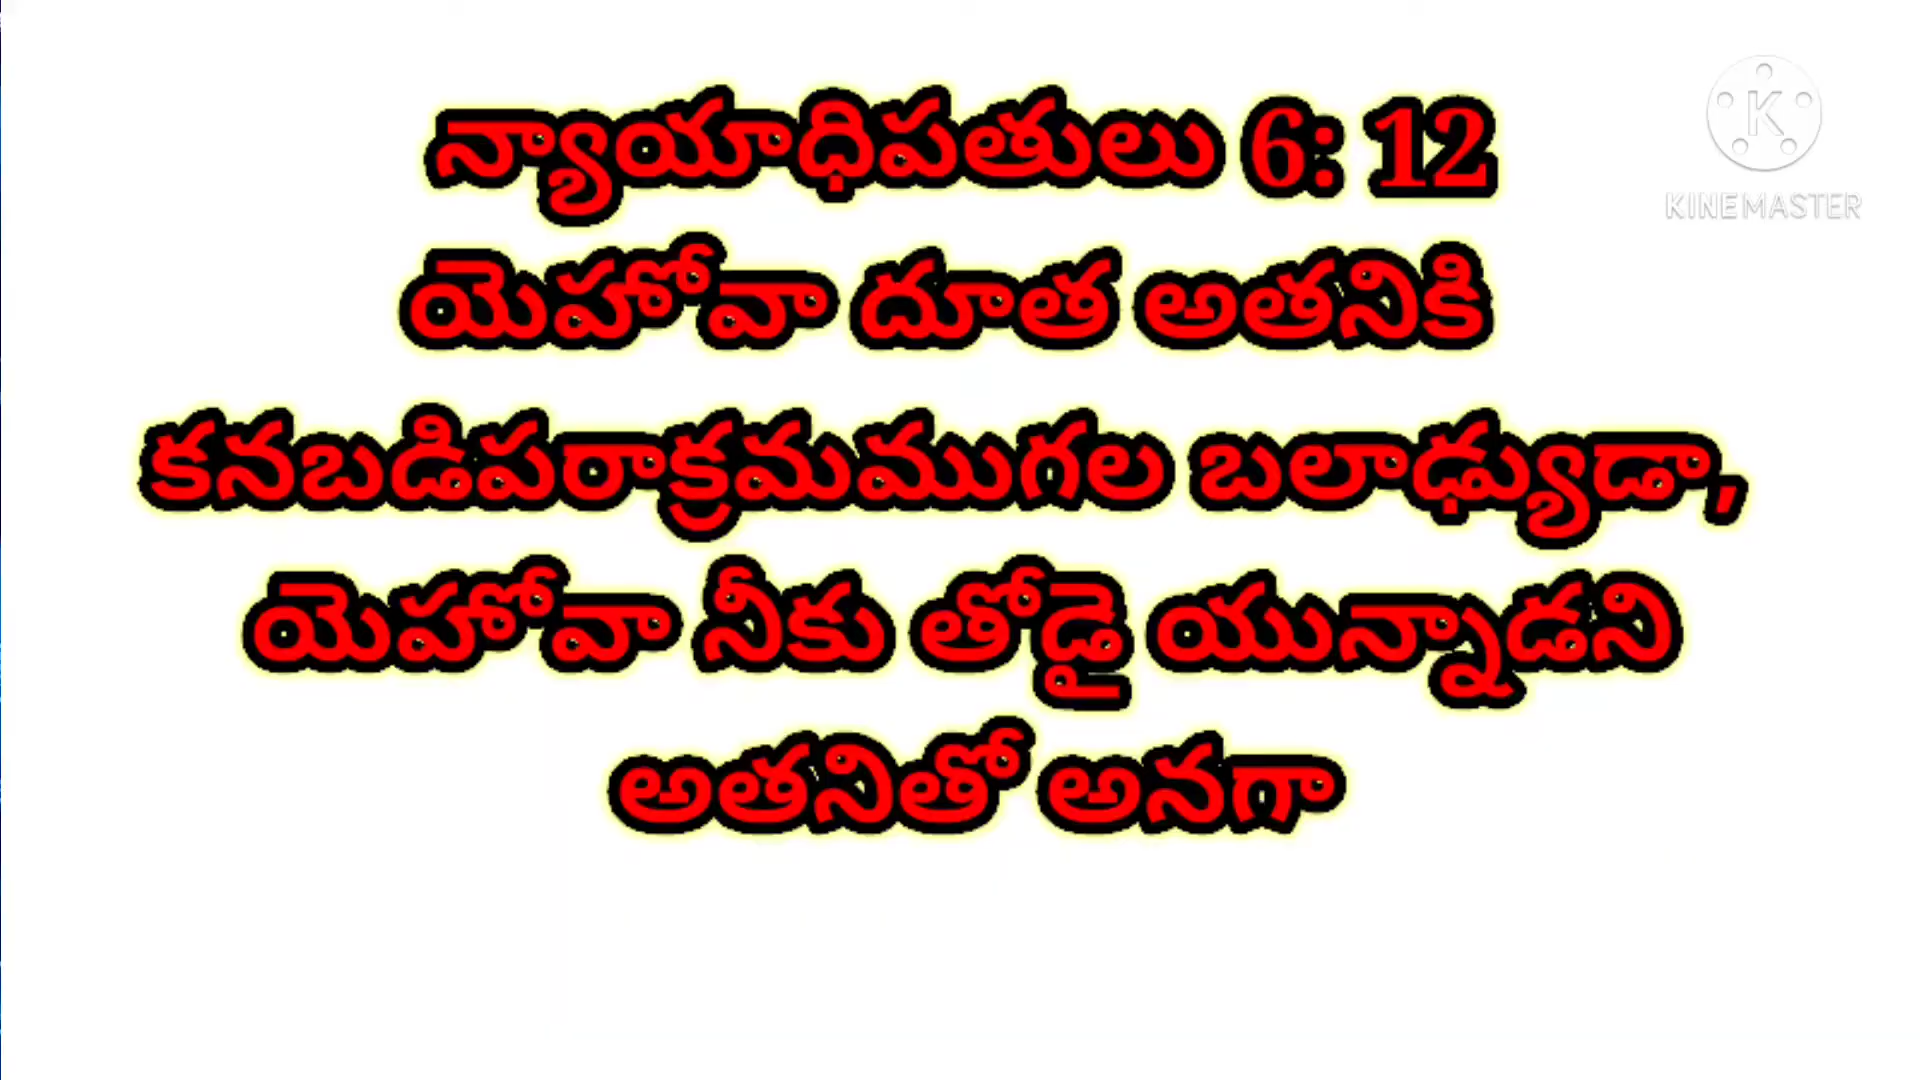 న్యాయాధిపతులు 6: 12
K
KINEMASTER
యెహోవా దూత అతనికి
కనబడిపరాక్రమముగల బలాఢ్యుడా,
యెహోవా నీకు తోడై యున్నాడని
అతనితో అనగా